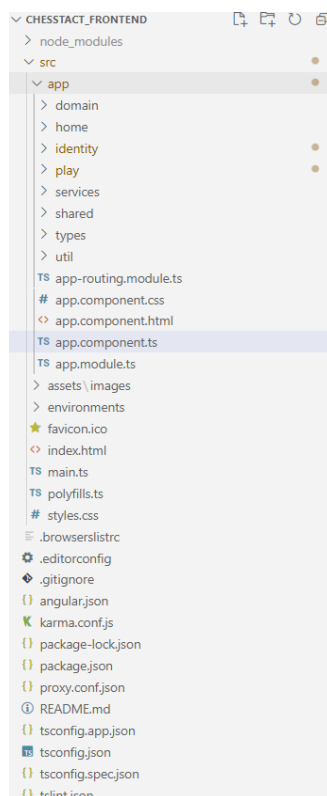 CHESSTACT_FRONTEND
node_modules
src
app
domain
home
identity
play
services
shared
types
util
TS app-routing.module.ts
# app.component.css
<> app.component.html
TS app.component.ts
TS app.module.ts
assets\images
environments
favicon.ico
<> index.html
TS main.ts
TS polyfills.ts
# styles.css
.browserslistrc
.editorconfig
.gitignore
{} angular.json
K karma.conf.js
{} package-lock.json
{} package.json
{} proxy.conf.json
README.md
{} tsconfig.app.json
TS tsconfig.json
{} tsconfig.spec.json
{} tslint.json